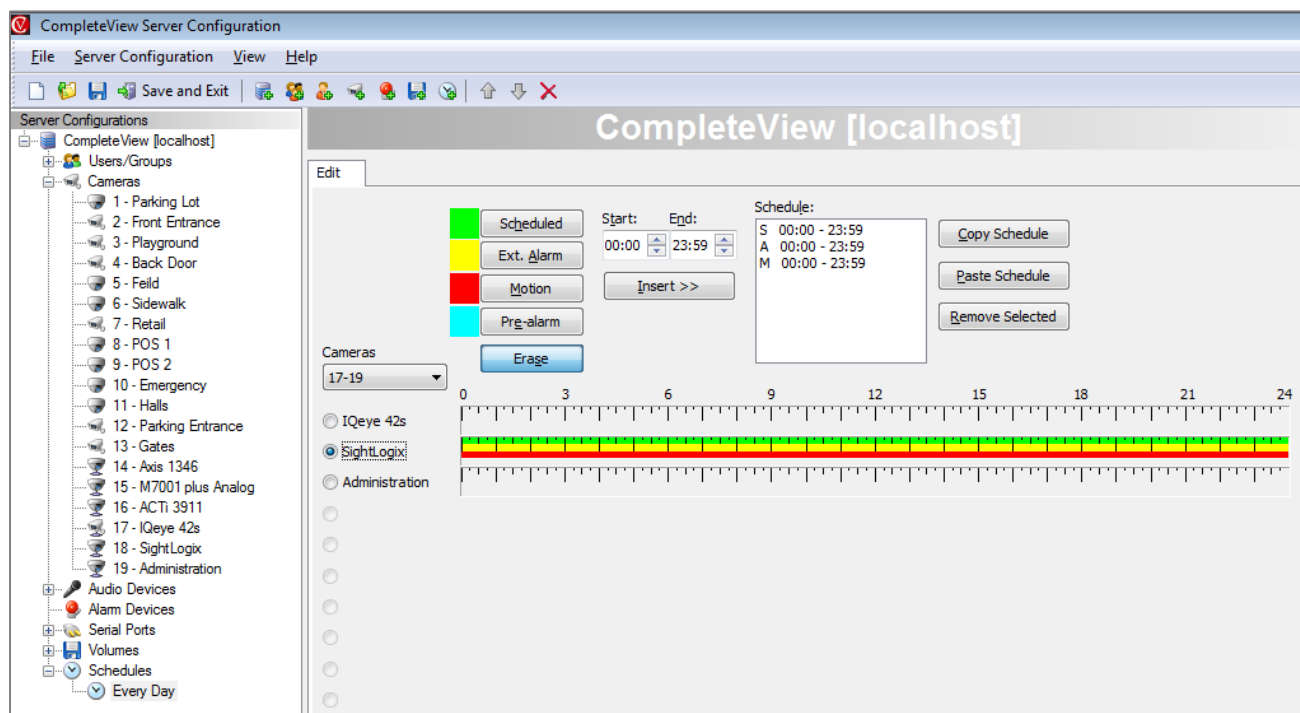 CompleteView Server Configuration
File Server Configuration View Help
Save and Exit
Server Configurations
CompleteView [localhost]
Users/Groups
Cameras
1 - Parking Lot
2 - Front Entrance
3 - Playground
4 - Back Door
5 - Feild
6 - Sidewalk
7 - Retail
8 - POS 1
9 - POS 2
10 - Emergency
11 - Halls
12 - Parking Entrance
13 - Gates
14 - Axis 1346
15 - M7001 plus Analog
16 - ACTi 3911
17 - IQeye 42s
18 - SightLogix
19 - Administration
Audio Devices
Alarm Devices
Serial Ports
Volumes
Schedules
Every Day
CompleteView [localhost]
Edit
Scheduled
Ext. Alarm
Motion
Pre-alarm
Erase
Start: End:
00:00 23:59
Insert >>
Schedule:
S 00:00 - 23:59
A 00:00 - 23:59
M 00:00 - 23:59
Copy Schedule
Paste Schedule
Remove Selected
Cameras
17-19
0 3 6 9 12 15 18 21 24
IQeye 42s
SightLogix
Administration